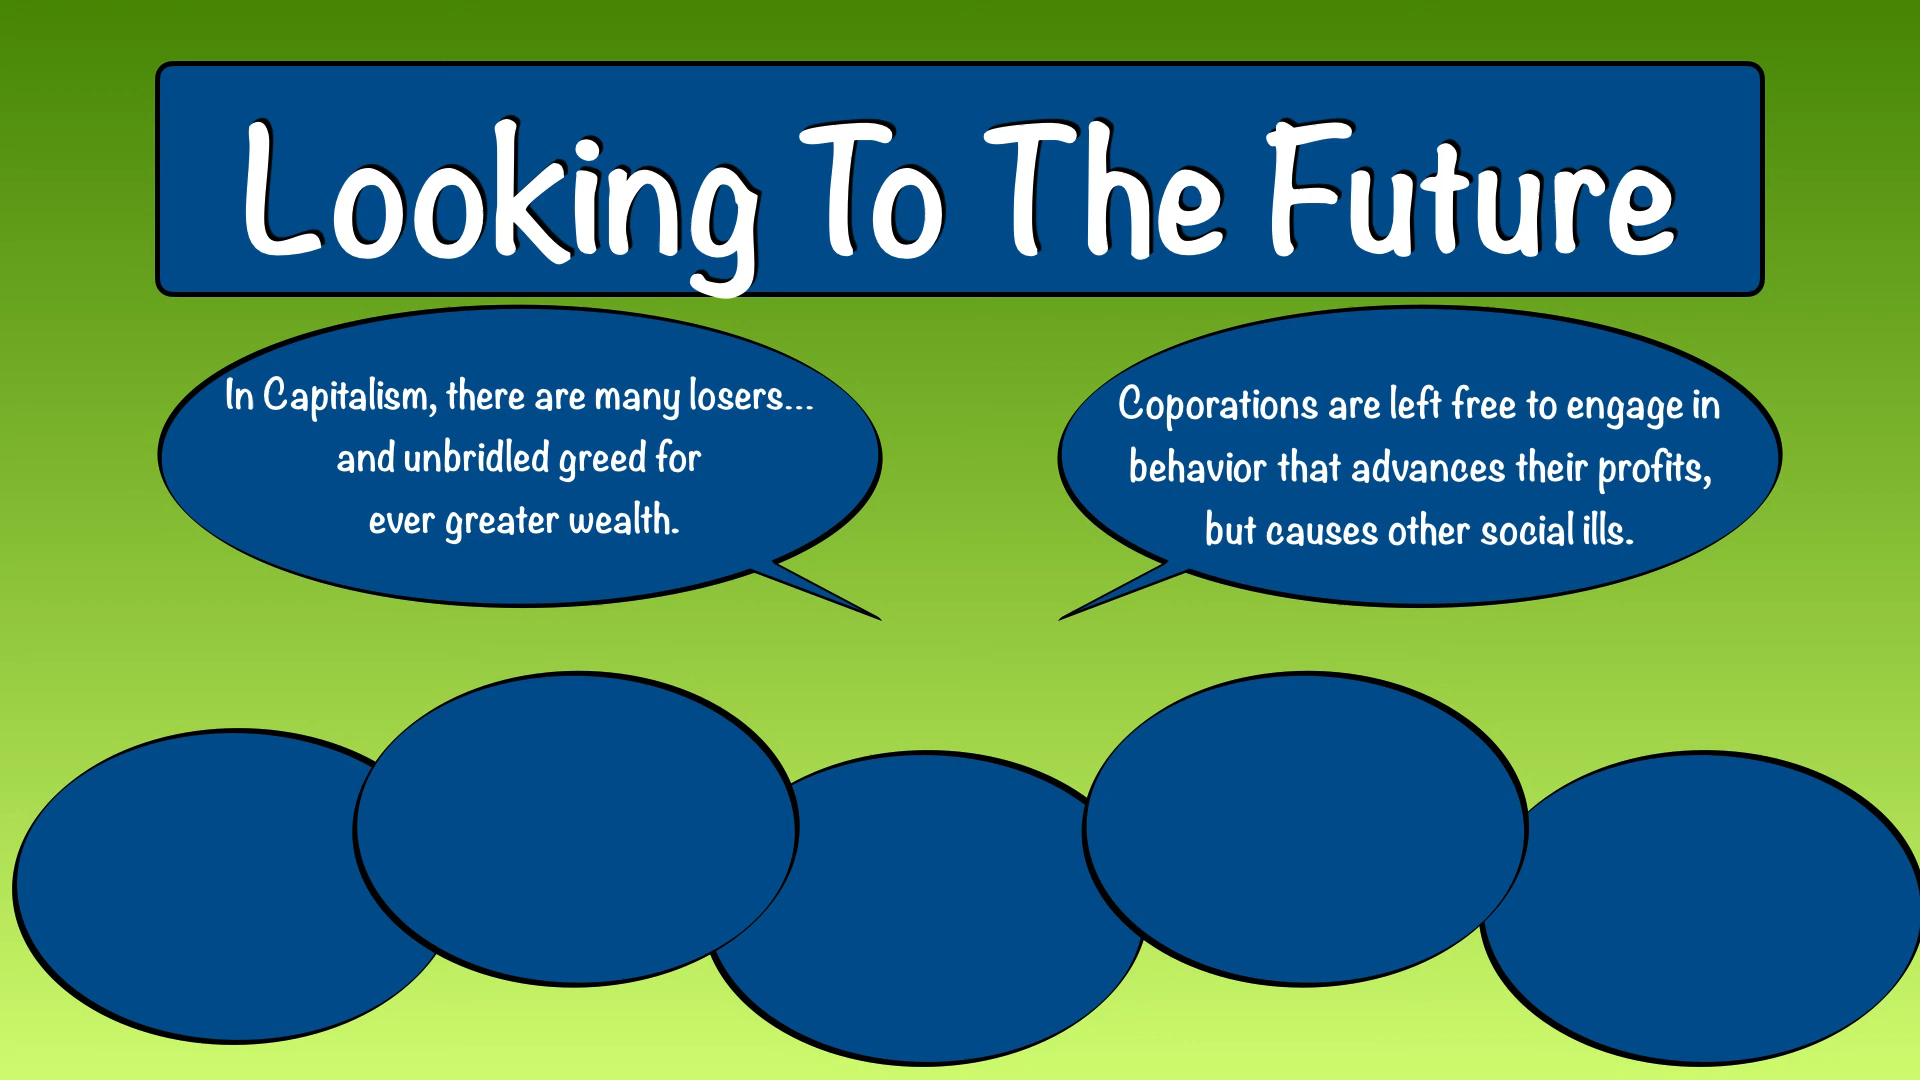 Looking To The Future
In Capitalism, there are many losers...
and unbridled greed for
ever greater wealth.
Coporations are left free to engage in
behavior that advances their profits,
but causes other social ills.